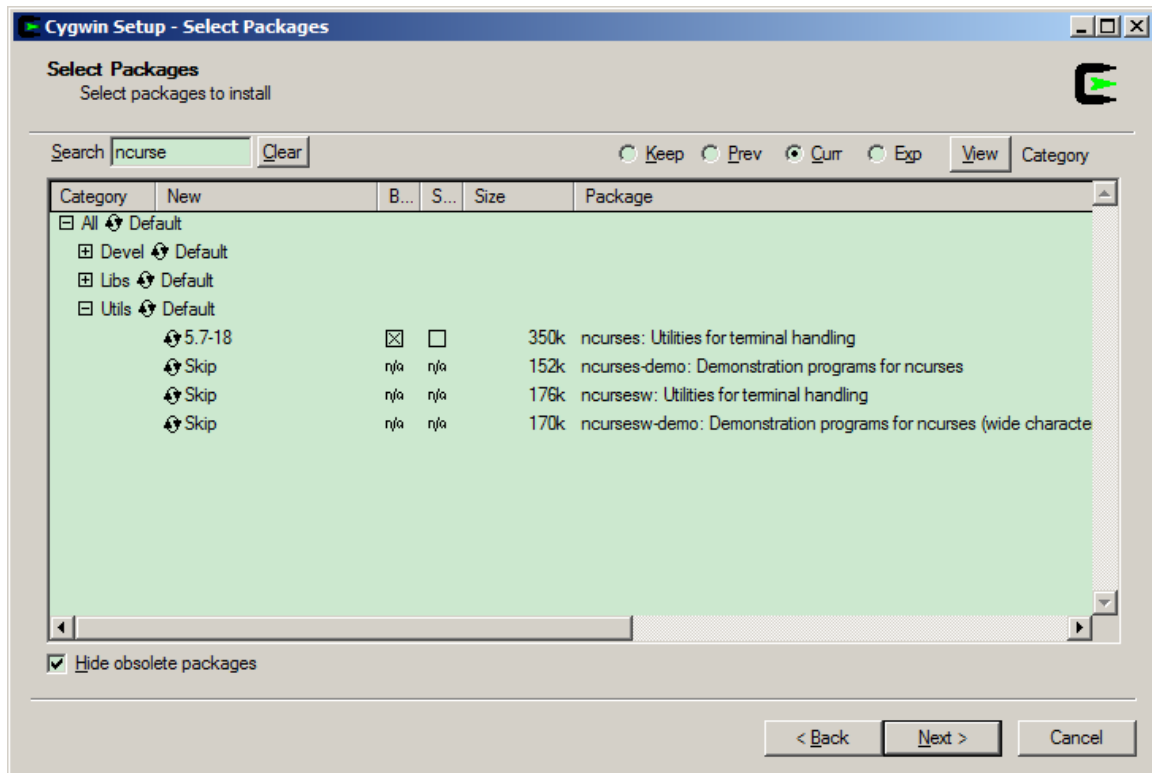 Cygwin Setup - Select Packages
Select Packages
Select packages to install
Search ncurse Clear Keep Prev Curr Exp View Category
Category New B... S... Size Package
All Default
Devel Default
Libs Default
Utils Default
5.7-18 350k ncurses: Utilities for terminal handling
Skip n/a n/a 152k ncurses-demo: Demonstration programs for ncurses
Skip n/a n/a 176k ncursesw: Utilities for terminal handling
Skip n/a n/a 170k ncursesw-demo: Demonstration programs for ncurses (wide characte
Hide obsolete packages
< Back Next > Cancel